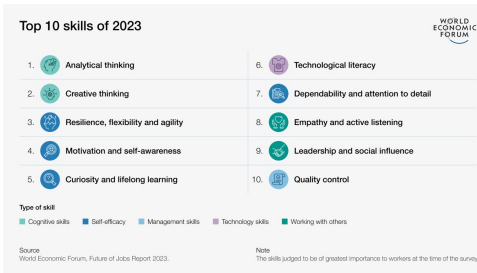 Top 10 skills of 2023
WORLD
ECONOMIC
FORUM
1. Analytical thinking
2. Creative thinking
3. Resilience, flexibility and agility
4. Motivation and self-awareness
5. Curiosity and lifelong learning
6. Technological literacy
7. Dependability and attention to detail
8. Empathy and active listening
9. Leadership and social influence
10. Quality control
Type of skill
Cognitive skills Self-efficacy Management skills Technology skills Working with others
Source
World Economic Forum, Future of Jobs Report 2023.
Note
The skills judged to be of greatest importance to workers at the time of the survey